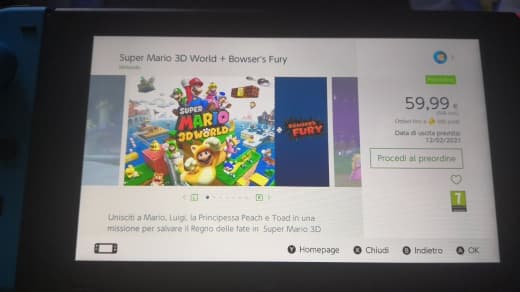 Super Mario 3D World + Bowser's Fury
Nintendo
59,99 €
Data di uscita prevista:
12/02/2021
Procedi al preordine
SUPER
MARIO
3D WORLD
+
BOWSER'S
FURY
L
R
7
Unisciti a Mario, Luigi, la Principessa Peach e Toad in una
missione per salvare il Regno delle fate in Super Mario 3D
Y Homepage
X Chiudi
B Indietro
A OK